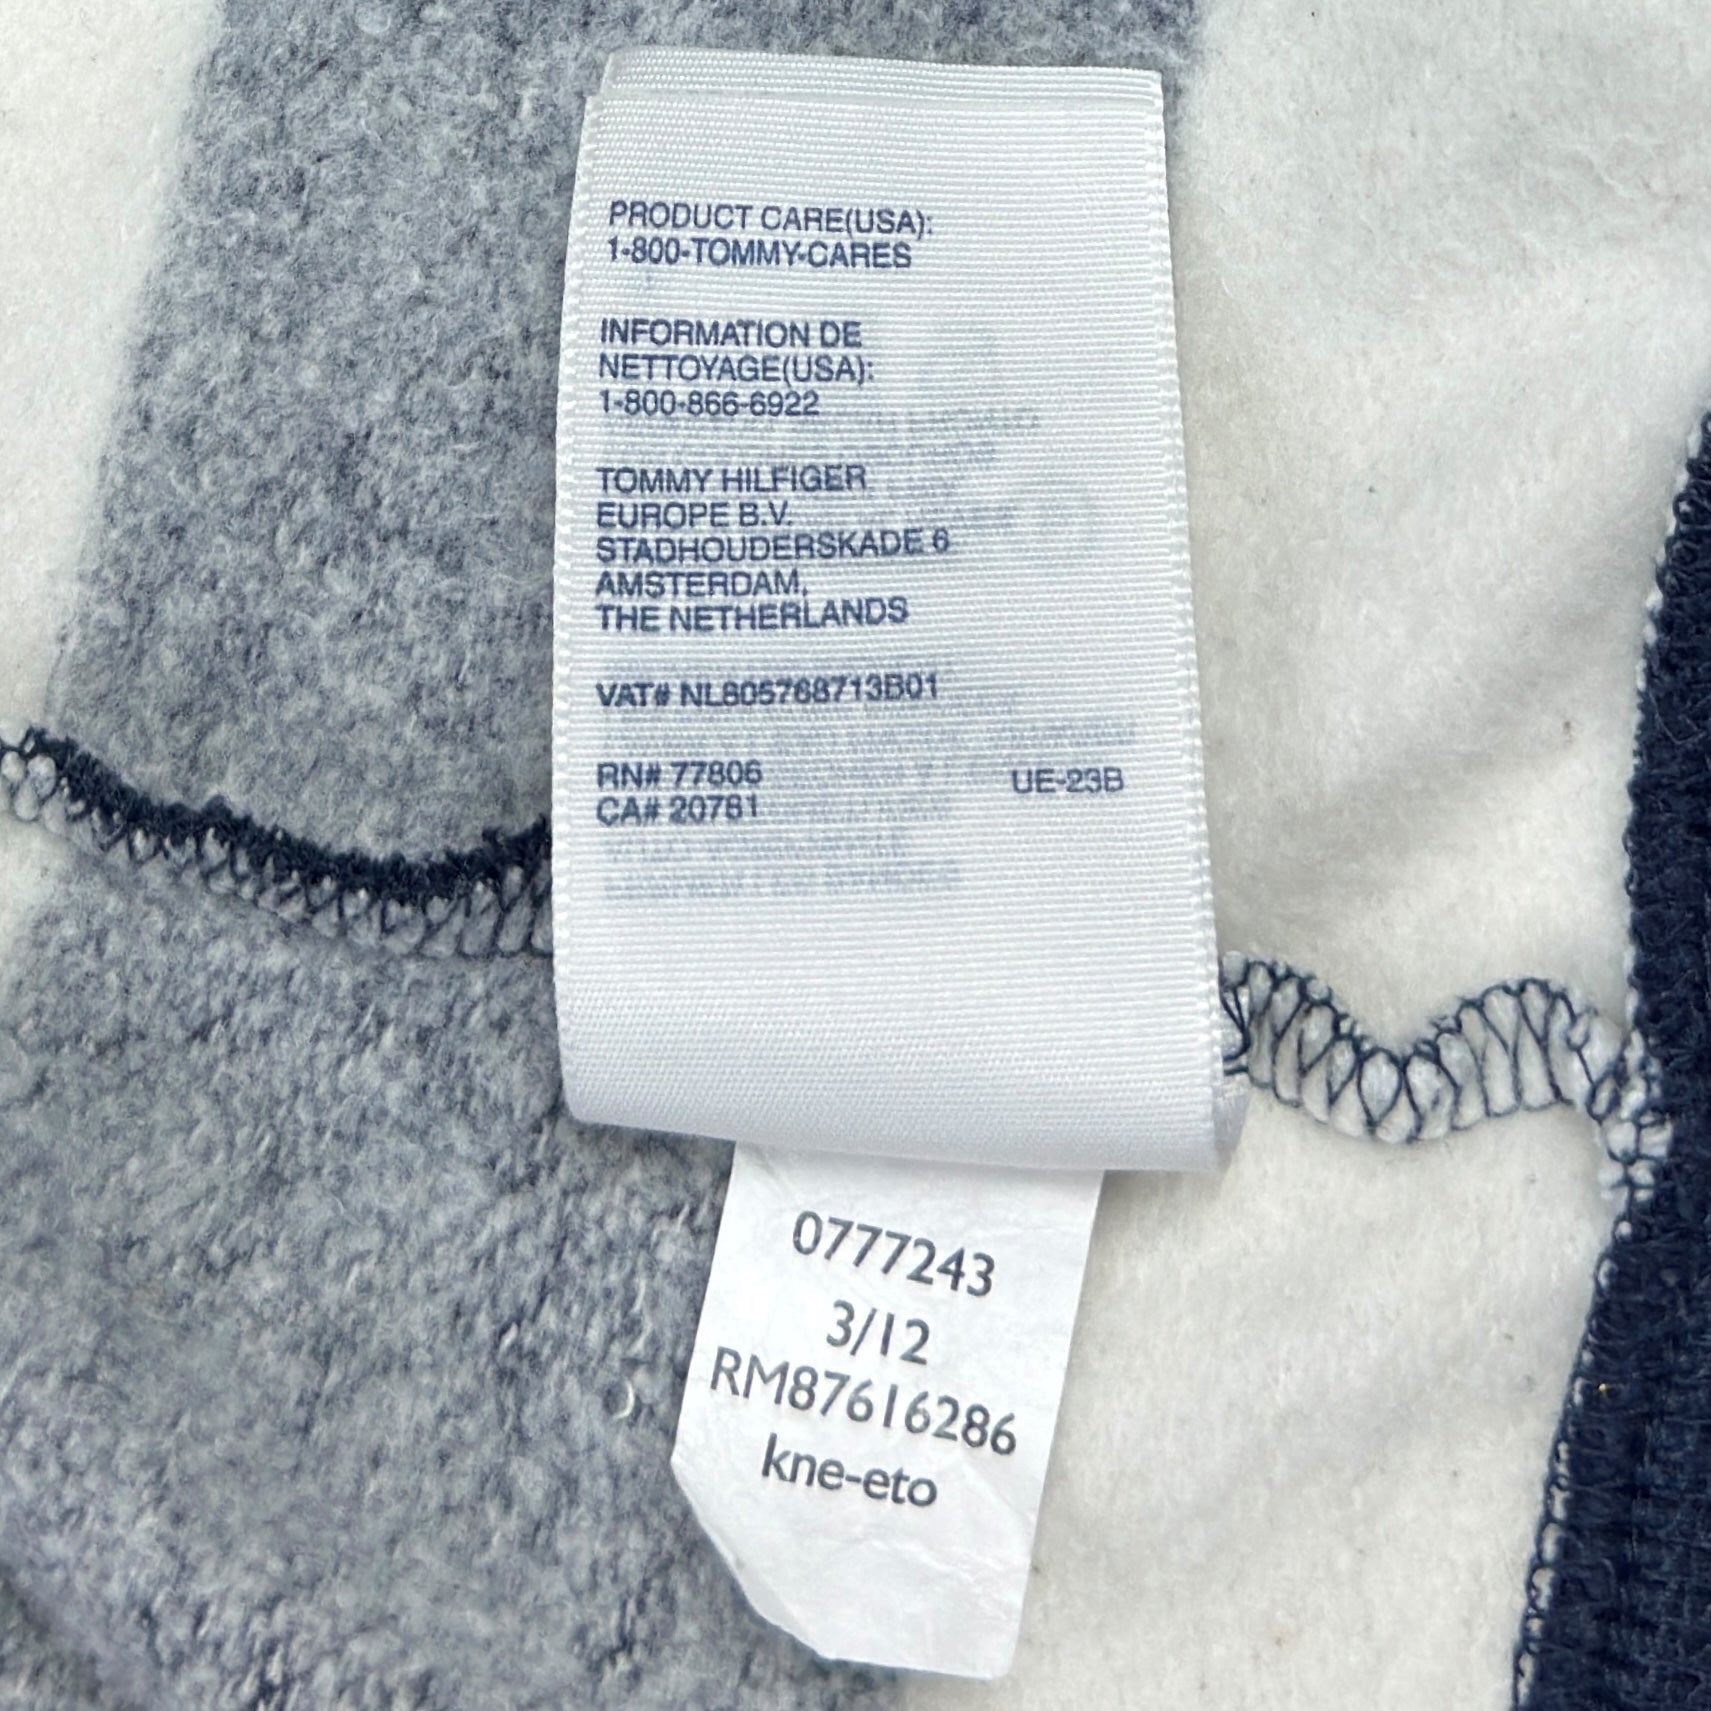 PRODUCT CARE(USA):
1-800-TOMMY-CARES
INFORMATION DE
NETTOYAGE(USA):
1-800-866-6922
TOMMY HILFIGER
EUROPE B.V.
STADHOUDERSKADE 6
AMSTERDAM,
THE NETHERLANDS
VAT# NL805768713B01
RN# 77806 UE-23B
CA# 20781
0777243
3/12
RM87616286
kne-eto